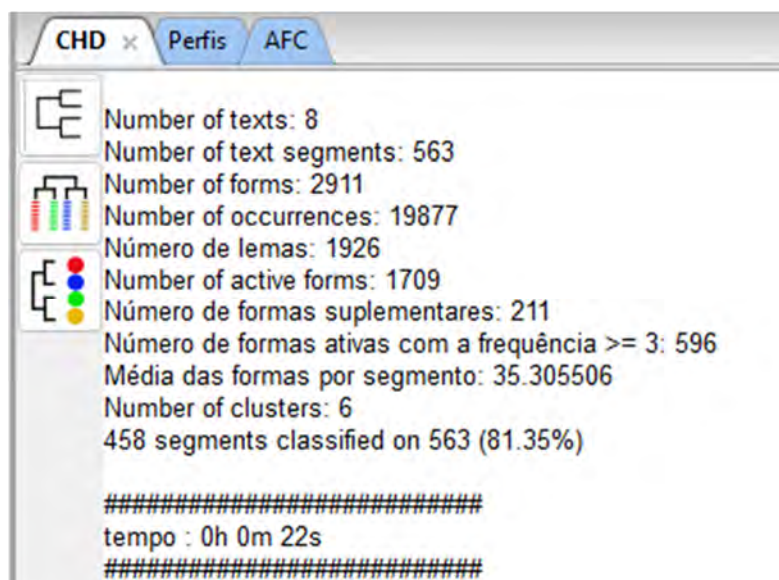 CHD × Perfis AFC
Number of texts: 8
Number of text segments: 563
Number of forms: 2911
Number of occurrences: 19877
Número de lemas: 1926
Number of active forms: 1709
Número de formas suplementares: 211
Número de formas ativas com a frequência >= 3: 596
Média das formas por segmento: 35.305506
Number of clusters: 6
458 segments classified on 563 (81.35%)
###########################
tempo : 0h 0m 22s
###########################